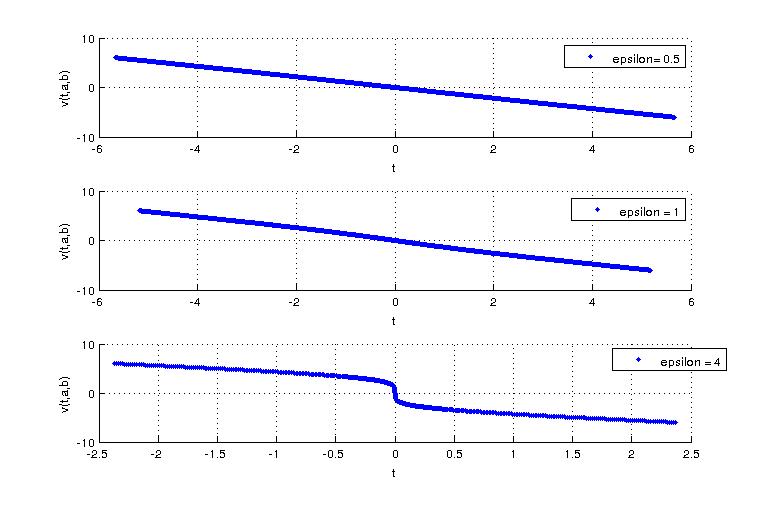 10
0
-10
v(t,a,b)
-6 -4 -2 0 2 4 6
t
epsilon= 0.5
10
0
-10
v(t,a,b)
-6 -4 -2 0 2 4 6
t
epsilon = 1
10
0
-10
v(t,a,b)
-2.5 -2 -1.5 -1 -0.5 0 0.5 1 1.5 2 2.5
t
epsilon = 4